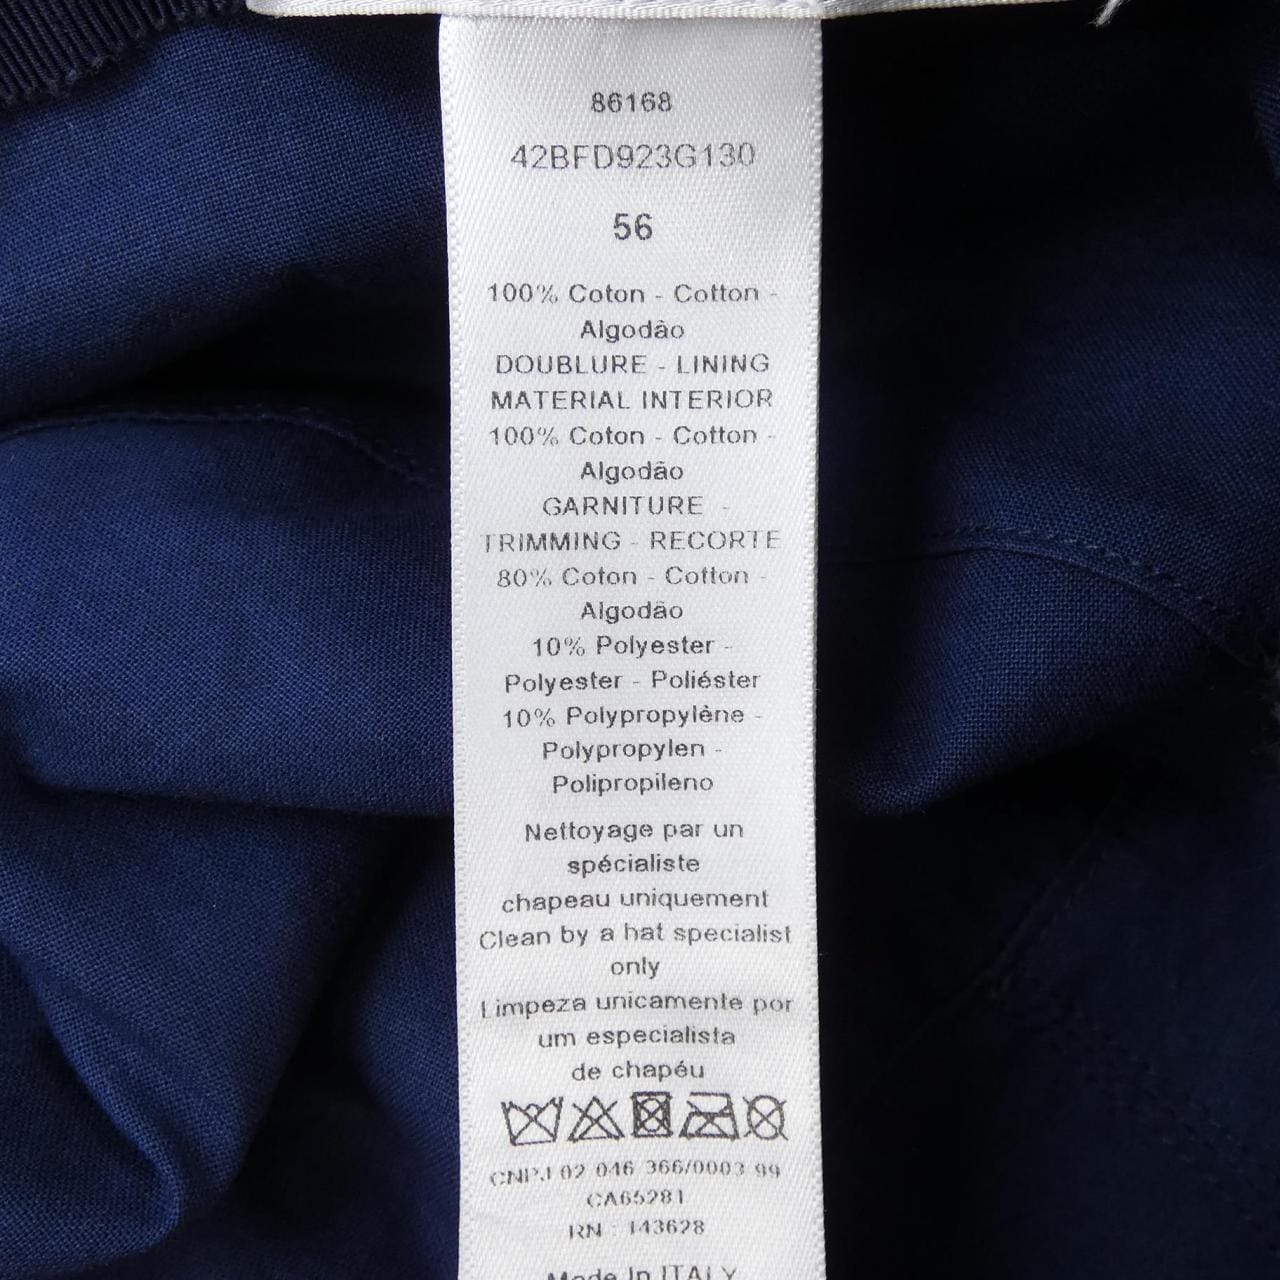 86168
42BFD923G130
56
100% Coton - Cotton -
Algodão
DOUBLURE - LINING
MATERIAL INTERIOR
100% Coton - Cotton -
Algodão
GARNITURE -
TRIMMING - RECORTE
80% Coton - Cotton -
Algodão
10% Polyester -
Polyester - Poliéster
10% Polypropylène -
Polypropylen -
Polipropileno
Nettoyage par un
spécialiste
chapeau uniquement
Clean by a hat specialist
only
Limpeza unicamente por
um especialista
de chapéu
CNPJ 02 046 366/0003 99
CA65281
RN : 143628
Made In ITALY